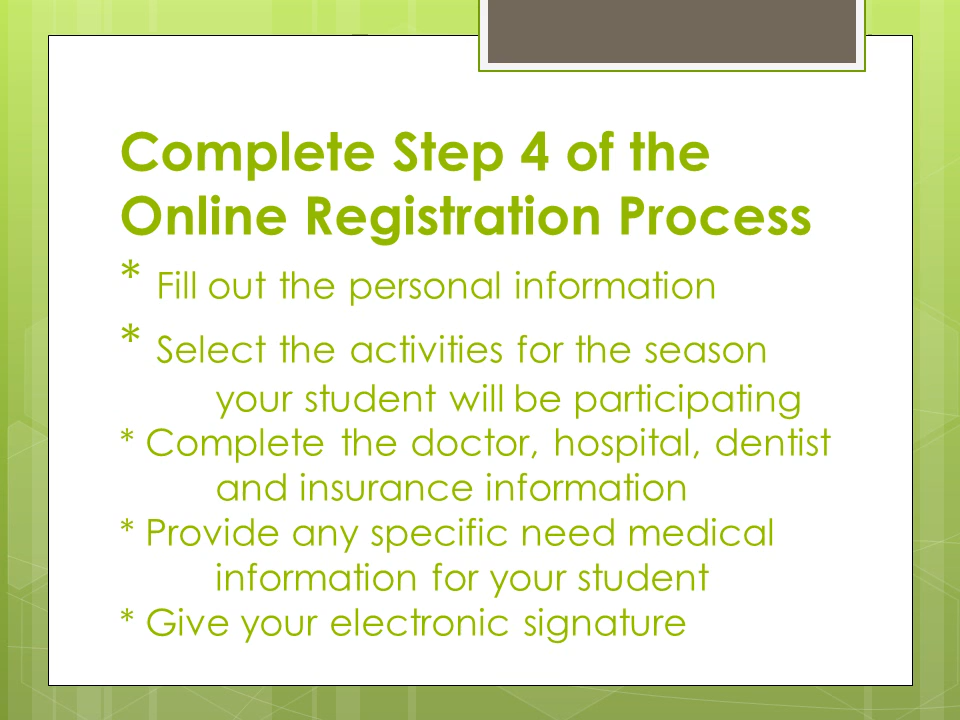 Complete Step 4 of the
Online Registration Process
* Fill out the personal information
* Select the activities for the season
your student will be participating
* Complete the doctor, hospital, dentist
and insurance information
* Provide any specific need medical
information for your student
* Give your electronic signature